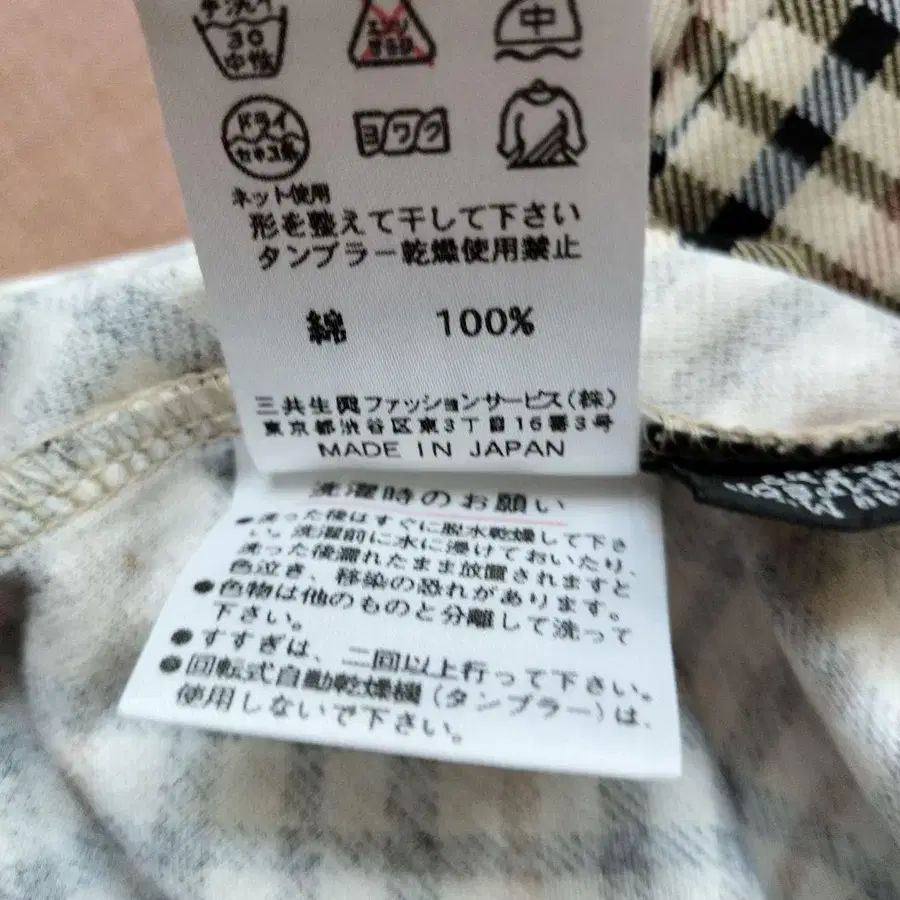 手洗イ
30
中性
エンソ
サラシ
中
ドライ
セキユ系
ヨワク
ネット使用
形を整えて干して下さい
タンブラー乾燥使用禁止
綿 100%
三共生興ファッションサービス(株)
東京都渋谷区東3丁目16番3号
MADE IN JAPAN
洗濯時のお願い
●洗った後はすぐに脱水乾燥して下さ
い。洗濯前に水に浸けておいたり、
洗った後濡れたまま放置されますと
色泣き、移染の恐れがあります。
●色物は他のものと分離して洗って
下さい。
●すすぎは、二回以上行って下さい。
●回転式自動乾燥機(タンブラー)は、
使用しないで下さい。